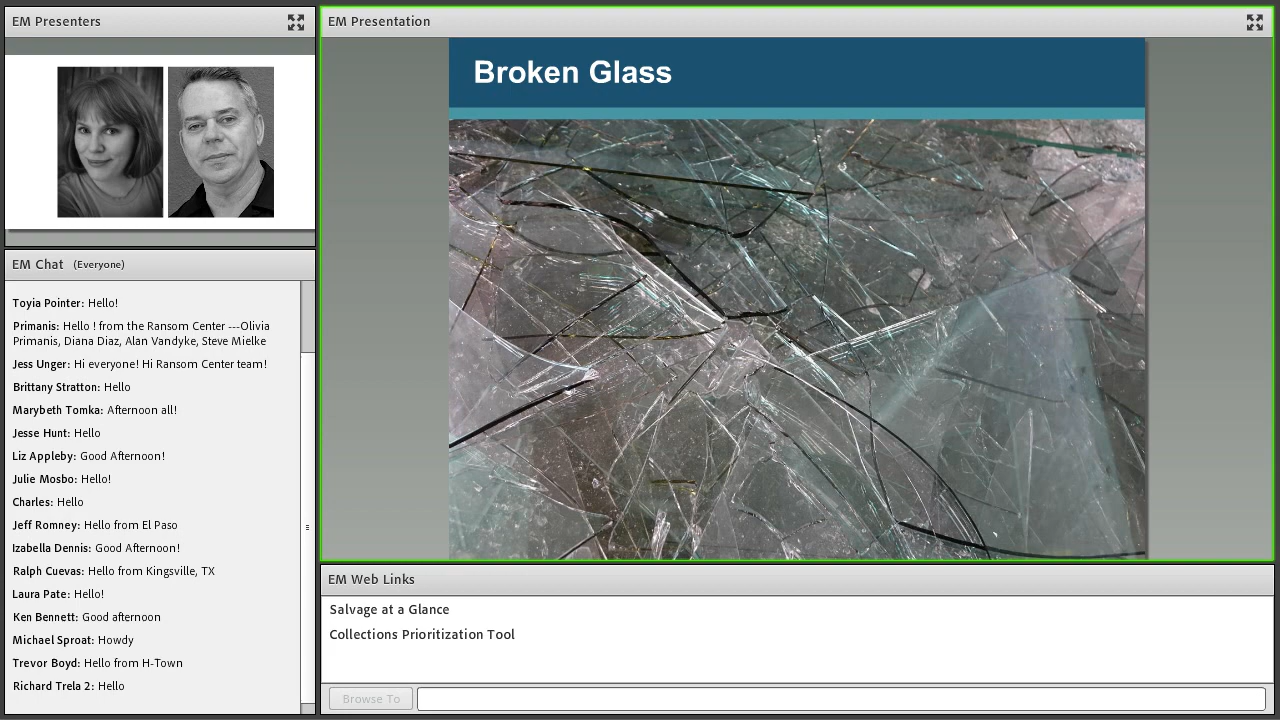 EM Presenters
EM Presentation
Broken Glass
EM Chat (Everyone)
Toyia Pointer: Hello!
Primanis: Hello ! from the Ransom Center ---Olivia
Primanis, Diana Diaz, Alan Vandyke, Steve Mielke
Jess Unger: Hi everyone! Hi Ransom Center team!
Brittany Stratton: Hello
Marybeth Tomka: Afternoon all!
Jesse Hunt: Hello
Liz Appleby: Good Afternoon!
Julie Mosbo: Hello!
Charles: Hello
Jeff Romney: Hello from El Paso
Izabella Dennis: Good Afternoon!
Ralph Cuevas: Hello from Kingsville, TX
Laura Pate: Hello!
Ken Bennett: Good afternoon
Michael Sproat: Howdy
Trevor Boyd: Hello from H-Town
Richard Trela 2: Hello
EM Web Links
Salvage at a Glance
Collections Prioritization Tool
Browse To